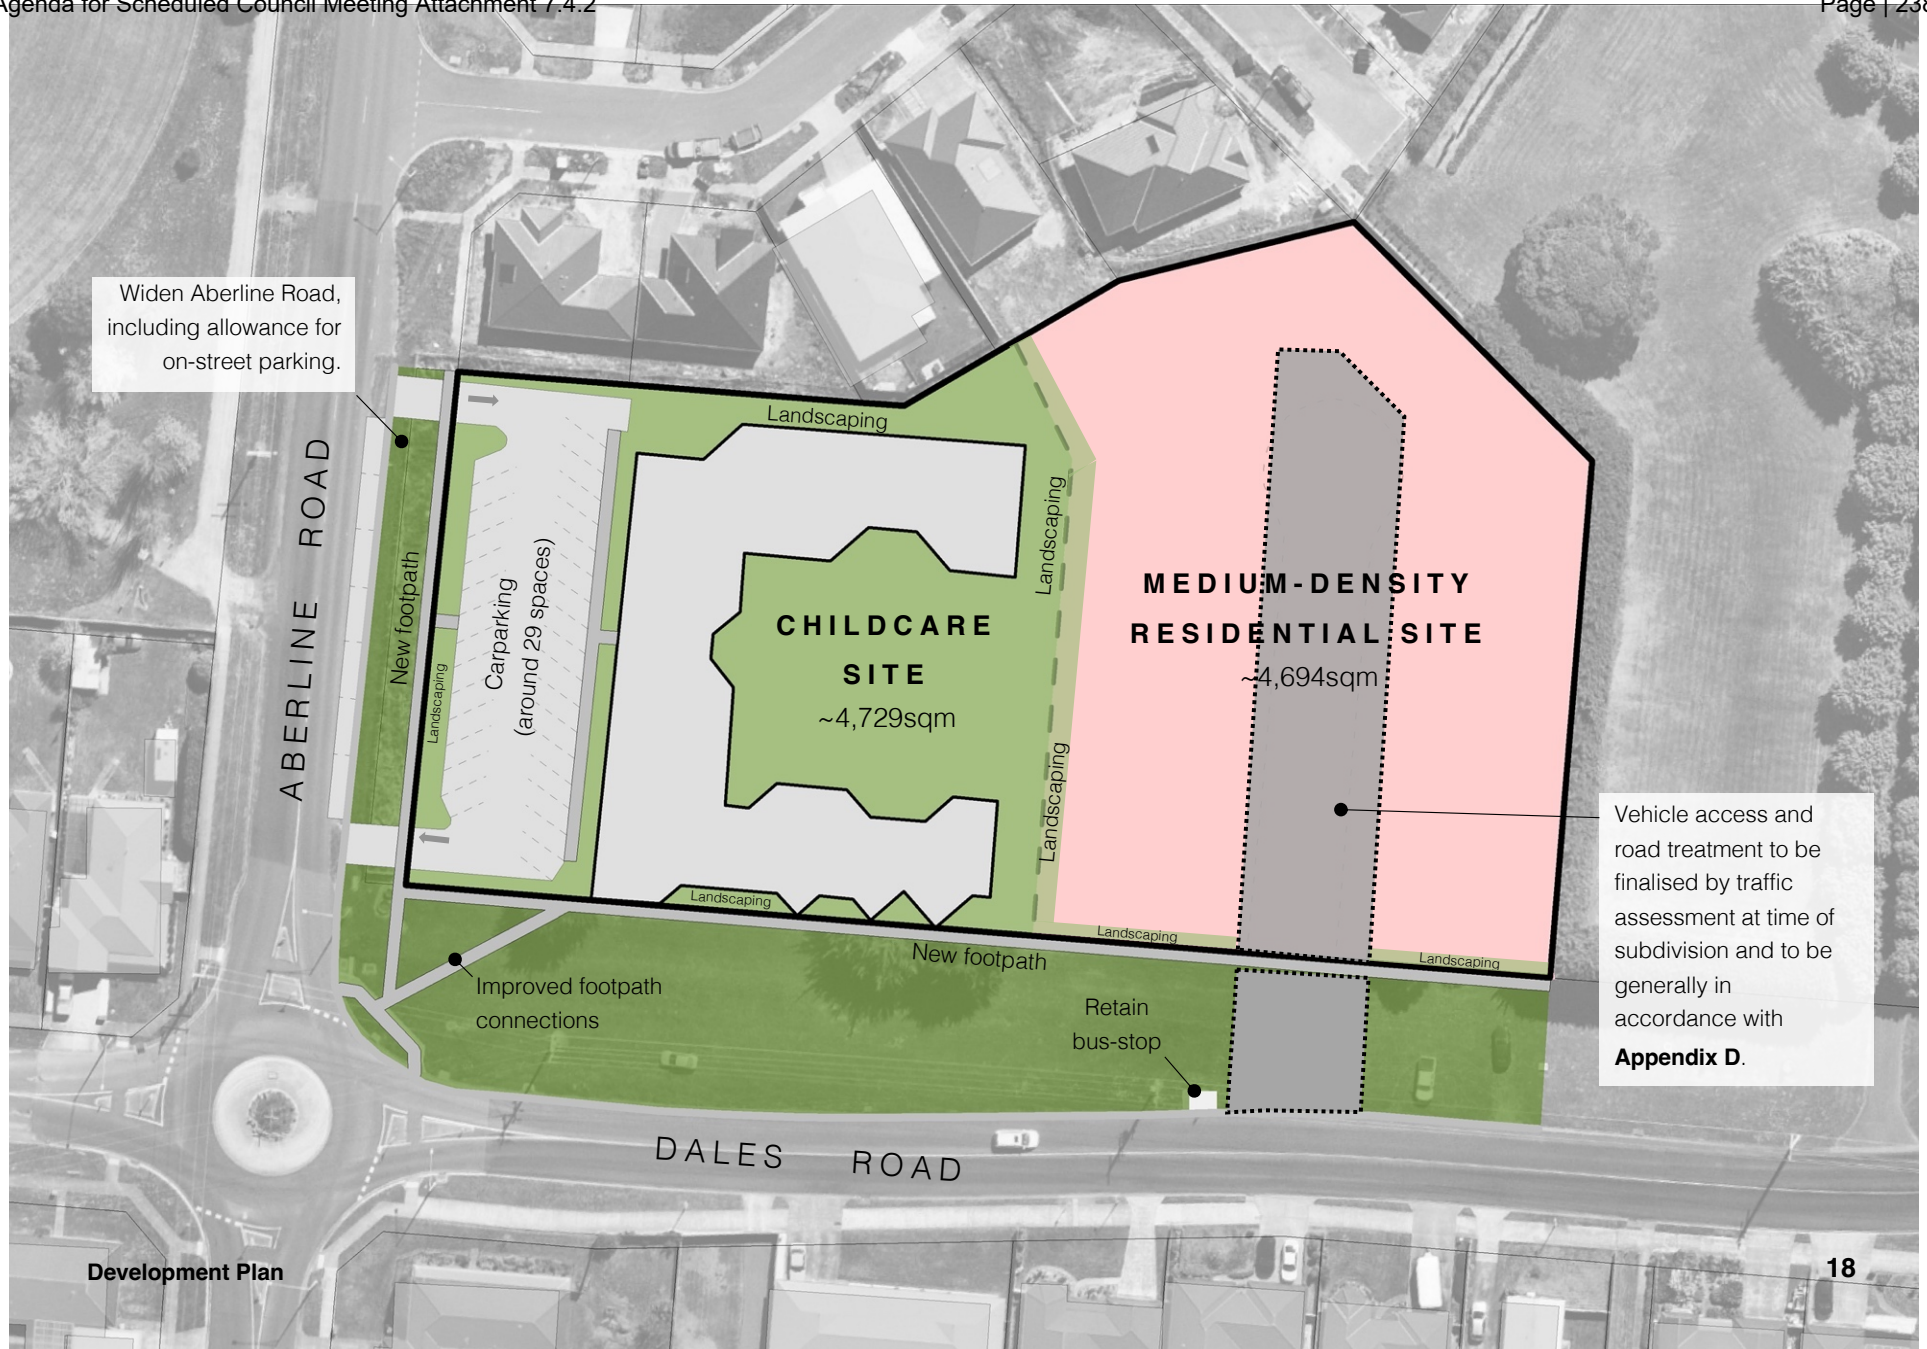 Agenda for Scheduled Council Meeting Attachment 7.4.2
Page | 238
Widen Aberline Road,
including allowance for
on-street parking.
ABERLINE ROAD
New footpath
Landscaping
Carparking
(around 29 spaces)
Landscaping
CHILDCARE
SITE
~4,729sqm
Landscaping
Landscaping
Landscaping
MEDIUM-DENSITY
RESIDENTIAL SITE
~4,694sqm
Landscaping
Landscaping
New footpath
Improved footpath
connections
Retain
bus-stop
Vehicle access and
road treatment to be
finalised by traffic
assessment at time of
subdivision and to be
generally in
accordance with
Appendix D.
DALES ROAD
Development Plan
18